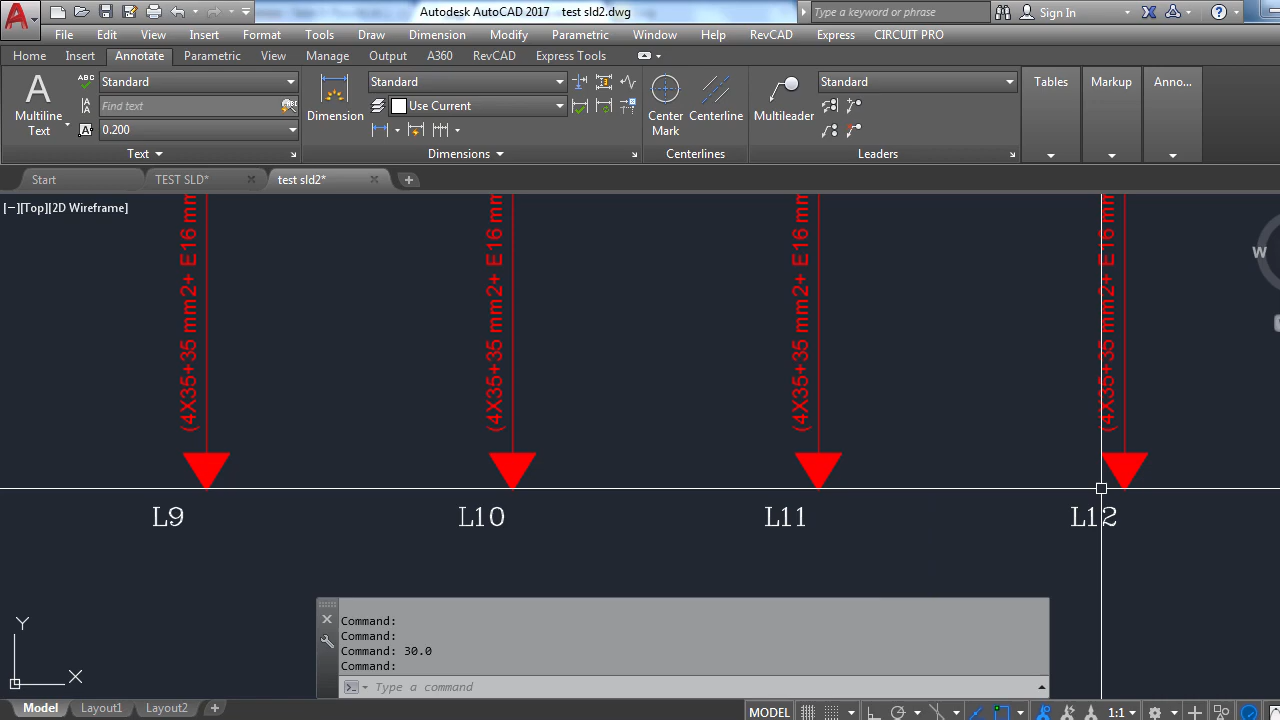 Autodesk AutoCAD 2017 test sld2.dwg
Type a keyword or phrase
Sign In
File Edit View Insert Format Tools Draw Dimension Modify Parametric Window Help RevCAD Express CIRCUIT PRO
Home Insert Annotate Parametric View Manage Output A360 RevCAD Express Tools
A
Multiline
Text
ABC
Standard
Find text
ABC
A
0.200
Text
Dimension
Standard
Use Current
Dimensions
Center
Mark
Centerline
Centerlines
Multileader
Standard
Leaders
Tables
Markup
Anno...
Start
TEST SLD*
test sld2*
[−][Top][2D Wireframe]
W
(4X35+35 mm2+ E16 mm
(4X35+35 mm2+ E16 mm
(4X35+35 mm2+ E16 mm
(4X35+35 mm2+ E16 mm
L9 L10 L11 L12
Y
X
Command:
Command:
Command: 30.0
Command:
Type a command
Model Layout1 Layout2
MODEL
1:1